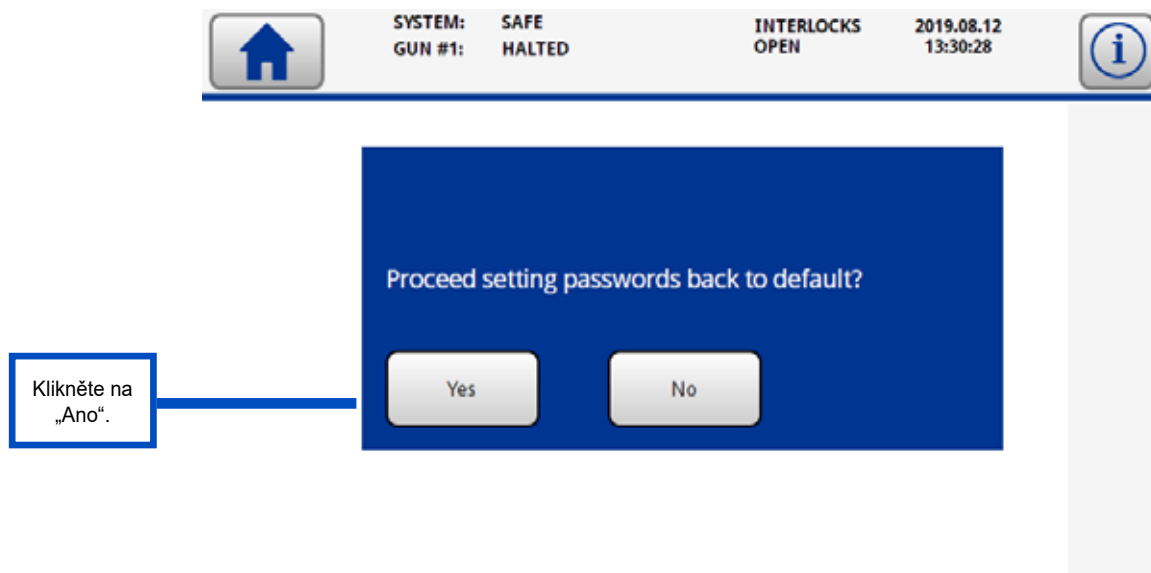 SYSTEM: SAFE INTERLOCKS 2019.08.12
GUN #1: HALTED OPEN 13:30:28
i
Proceed setting passwords back to default?
Klikněte na
„Ano“.
Yes No